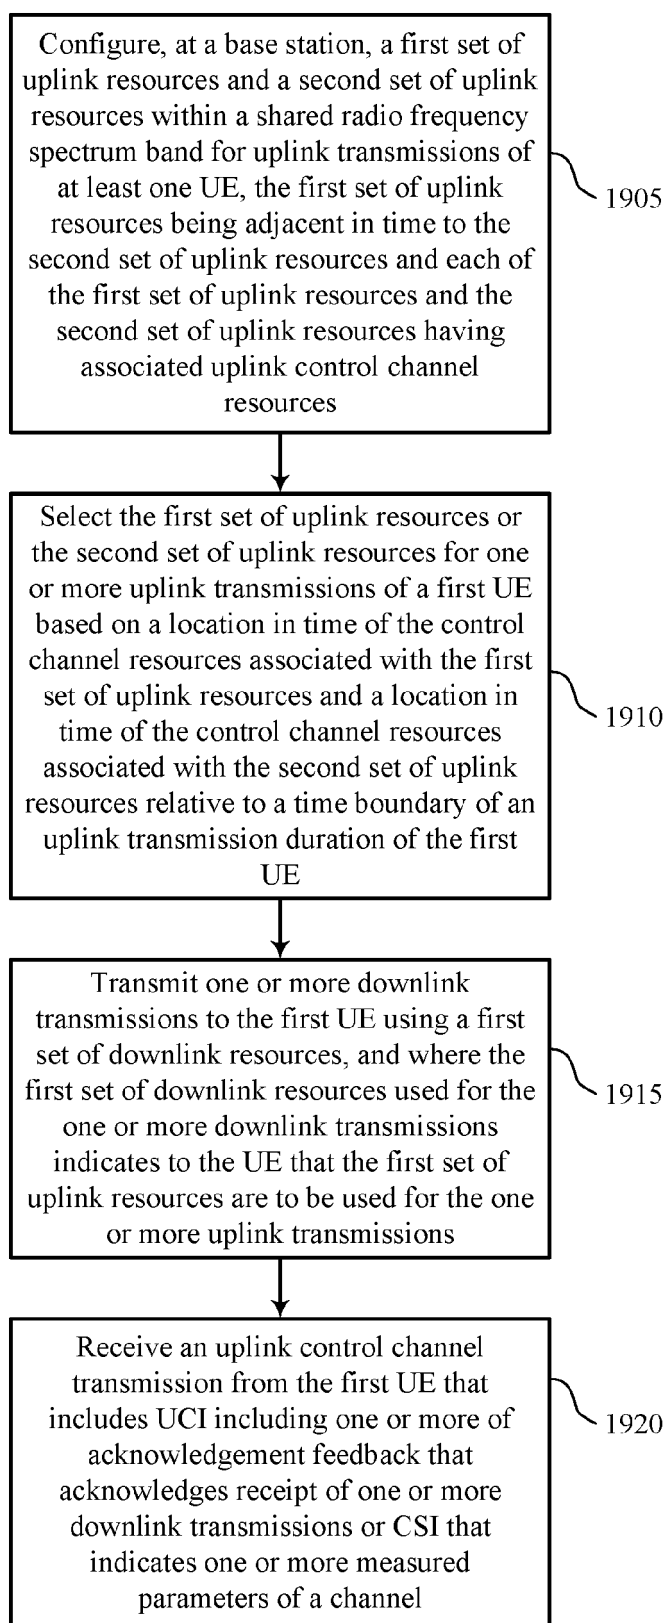 Configure, at a base station, a first set of
uplink resources and a second set of uplink
resources within a shared radio frequency
spectrum band for uplink transmissions of
at least one UE, the first set of uplink
resources being adjacent in time to the
second set of uplink resources and each of
the first set of uplink resources and the
second set of uplink resources having
associated uplink control channel
resources
1905
Select the first set of uplink resources or
the second set of uplink resources for one
or more uplink transmissions of a first UE
based on a location in time of the control
channel resources associated with the first
set of uplink resources and a location in
time of the control channel resources
associated with the second set of uplink
resources relative to a time boundary of an
uplink transmission duration of the first
UE
1910
Transmit one or more downlink
transmissions to the first UE using a first
set of downlink resources, and where the
first set of downlink resources used for the
one or more downlink transmissions
indicates to the UE that the first set of
uplink resources are to be used for the one
or more uplink transmissions
1915
Receive an uplink control channel
transmission from the first UE that
includes UCI including one or more of
acknowledgement feedback that
acknowledges receipt of one or more
downlink transmissions or CSI that
indicates one or more measured
parameters of a channel
1920